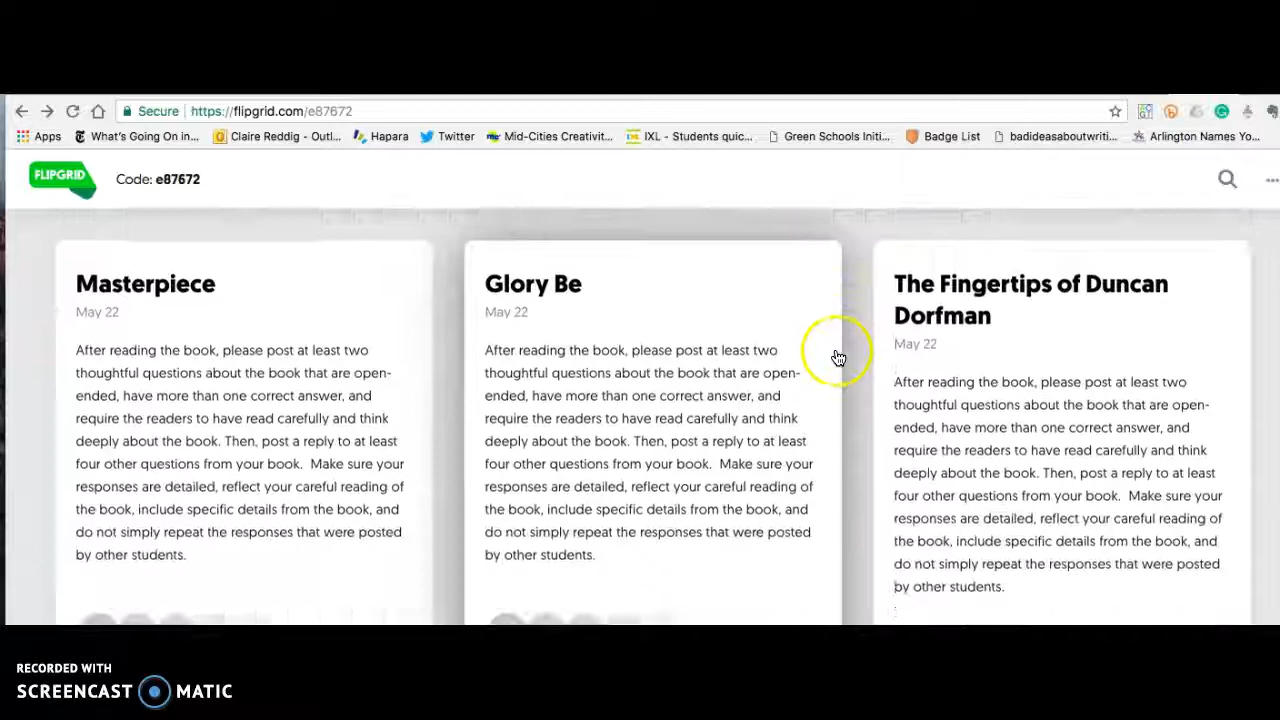 Secure https://flipgrid.com/e87672
Apps What's Going On in... Claire Reddig - Outl... Hapara Twitter Mid-Cities Creativit... IXL - Students quic... Green Schools Initi... Badge List badideasaboutwriti... Arlington Names Yo...
FLIPGRID Code: e87672
Masterpiece
May 22
After reading the book, please post at least two
thoughtful questions about the book that are open-
ended, have more than one correct answer, and
require the readers to have read carefully and think
deeply about the book. Then, post a reply to at least
four other questions from your book. Make sure your
responses are detailed, reflect your careful reading of
the book, include specific details from the book, and
do not simply repeat the responses that were posted
by other students.
Glory Be
May 22
After reading the book, please post at least two
thoughtful questions about the book that are open-
ended, have more than one correct answer, and
require the readers to have read carefully and think
deeply about the book. Then, post a reply to at least
four other questions from your book. Make sure your
responses are detailed, reflect your careful reading of
the book, include specific details from the book, and
do not simply repeat the responses that were posted
by other students.
The Fingertips of Duncan
Dorfman
May 22
After reading the book, please post at least two
thoughtful questions about the book that are open-
ended, have more than one correct answer, and
require the readers to have read carefully and think
deeply about the book. Then, post a reply to at least
four other questions from your book. Make sure your
responses are detailed, reflect your careful reading of
the book, include specific details from the book, and
do not simply repeat the responses that were posted
by other students.
RECORDED WITH
SCREENCAST MATIC